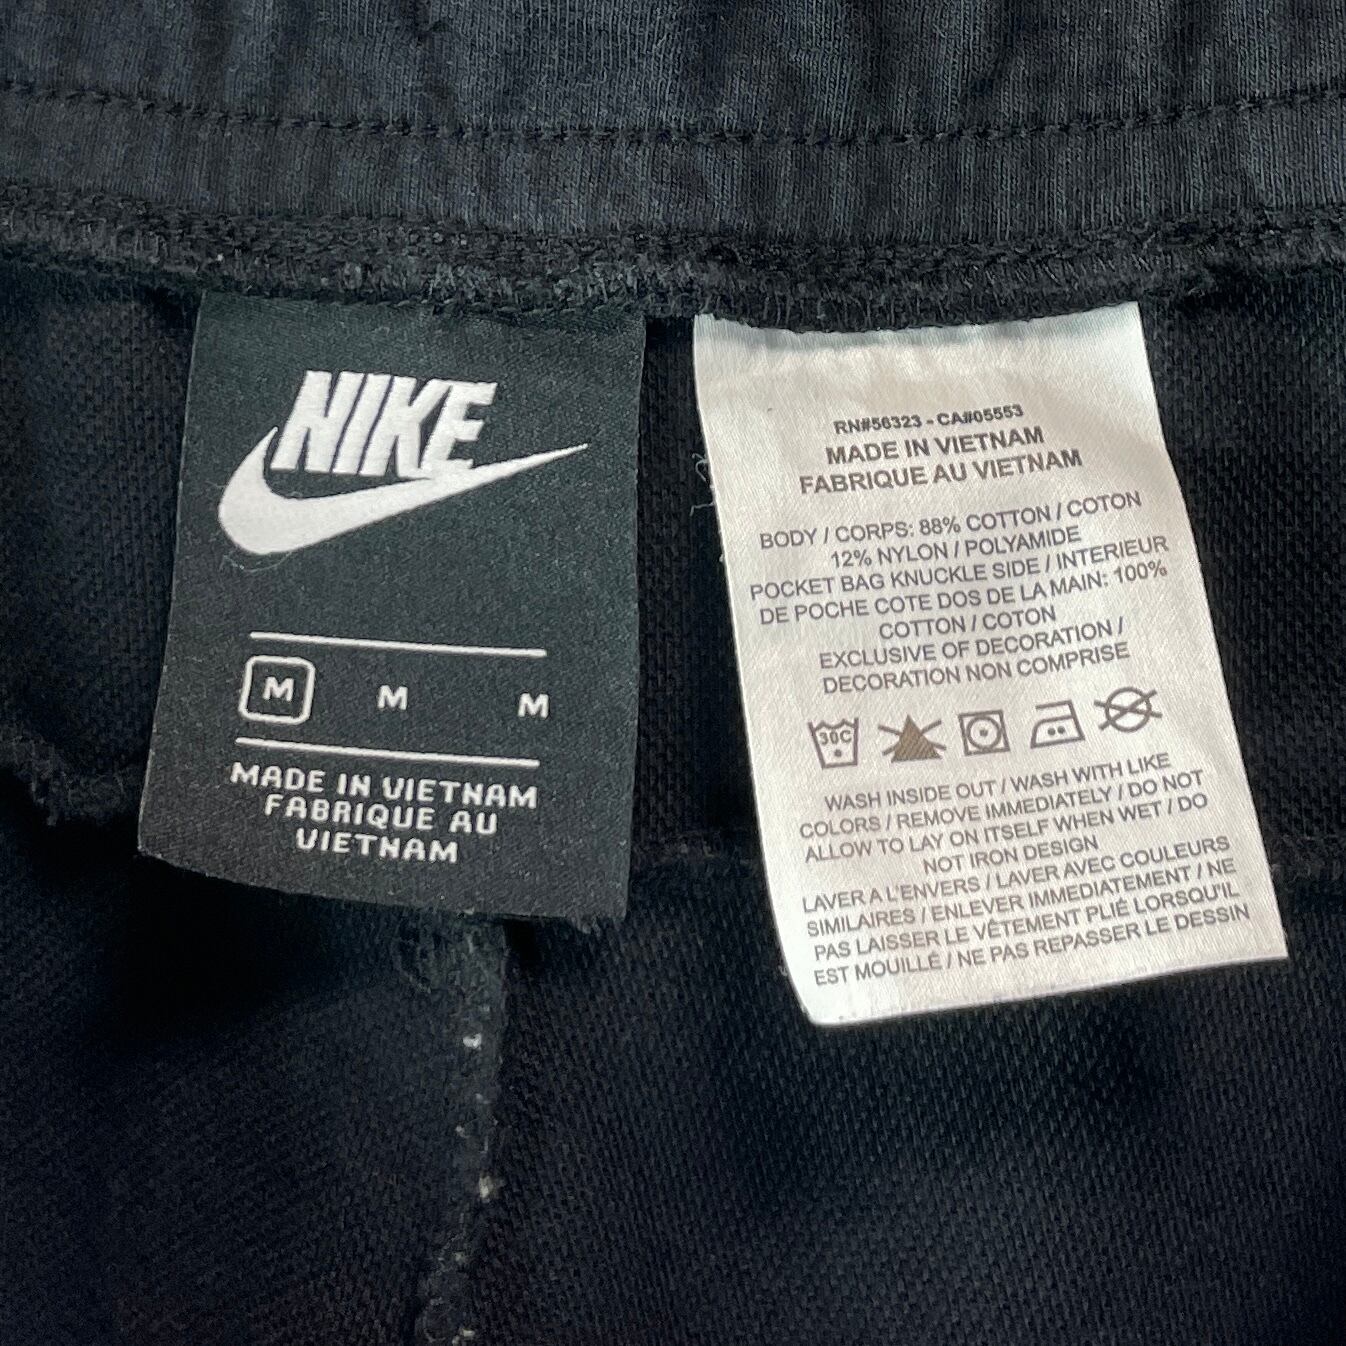 NIKE
M M M
MADE IN VIETNAM
FABRIQUE AU
VIETNAM
RN#56323 - CA#05553
MADE IN VIETNAM
FABRIQUE AU VIETNAM
BODY / CORPS: 88% COTTON / COTON
12% NYLON / POLYAMIDE
POCKET BAG KNUCKLE SIDE / INTERIEUR
DE POCHE COTE DOS DE LA MAIN: 100%
COTTON / COTON
EXCLUSIVE OF DECORATION /
DECORATION NON COMPRISE
30C
WASH INSIDE OUT / WASH WITH LIKE
COLORS / REMOVE IMMEDIATELY / DO NOT
ALLOW TO LAY ON ITSELF WHEN WET / DO
NOT IRON DESIGN
LAVER A L'ENVERS / LAVER AVEC COULEURS
SIMILAIRES / ENLEVER IMMEDIATEMENT / NE
PAS LAISSER LE VÊTEMENT PLIÉ LORSQU'IL
EST MOUILLÉ / NE PAS REPASSER LE DESSIN